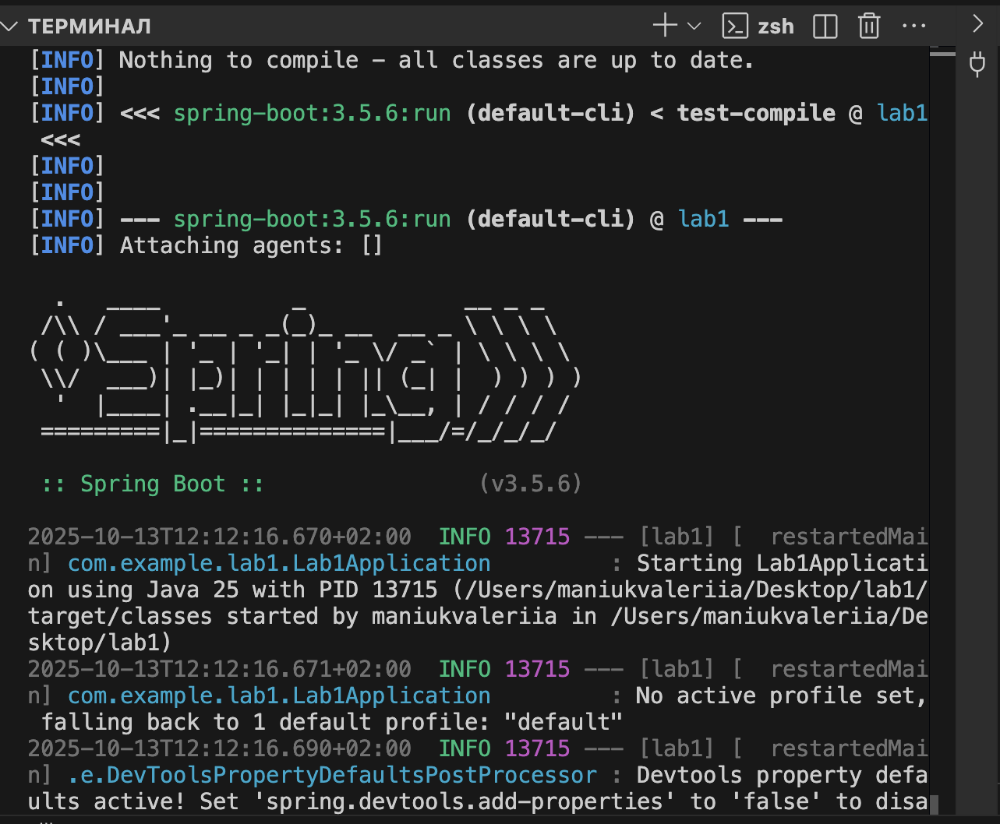 ТЕРМИНАЛ
zsh
[INFO] Nothing to compile - all classes are up to date.
[INFO]
[INFO] <<< spring-boot:3.5.6:run (default-cli) < test-compile @ lab1
 <<<
[INFO]
[INFO]
[INFO] --- spring-boot:3.5.6:run (default-cli) @ lab1 ---
[INFO] Attaching agents: []
  .   ____          _            __ _ _
 /\\ / ___'_ __ _ _(_)_ __  __ _ \ \ \ \
( ( )\___ | '_ | '_| | '_ \/ _` | \ \ \ \
 \\/  ___)| |_)| | | | | || (_| |  ) ) ) )
  '  |____| .__|_| |_|_| |_\__, | / / / /
 =========|_|==============|___/=/_/_/_/
 :: Spring Boot ::                (v3.5.6)
2025-10-13T12:12:16.670+02:00  INFO 13715 --- [lab1] [  restartedMai
n] com.example.lab1.Lab1Application         : Starting Lab1Applicati
on using Java 25 with PID 13715 (/Users/maniukvaleriia/Desktop/lab1/
target/classes started by maniukvaleriia in /Users/maniukvaleriia/De
sktop/lab1)
2025-10-13T12:12:16.671+02:00  INFO 13715 --- [lab1] [  restartedMai
n] com.example.lab1.Lab1Application         : No active profile set,
 falling back to 1 default profile: "default"
2025-10-13T12:12:16.690+02:00  INFO 13715 --- [lab1] [  restartedMai
n] .e.DevToolsPropertyDefaultsPostProcessor : Devtools property defa
ults active! Set 'spring.devtools.add-properties' to 'false' to disa